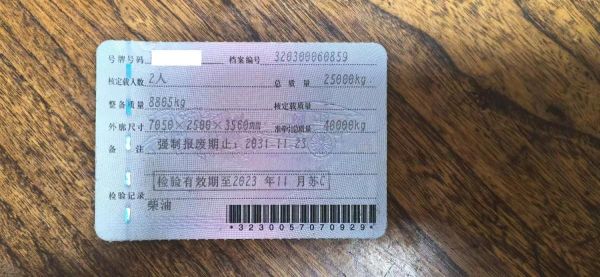 号牌号码 档案编号 320300060859
核定载人数 2人 总质量 25000kg
整备质量 8805kg 核定载质量
外廓尺寸 7050×2500×3560mm 准牵引总质量 40000kg
备注 强制报废期止：2031-11-23
检验有效期至2023年11月苏C
检验记录
柴油
*3230057070929*